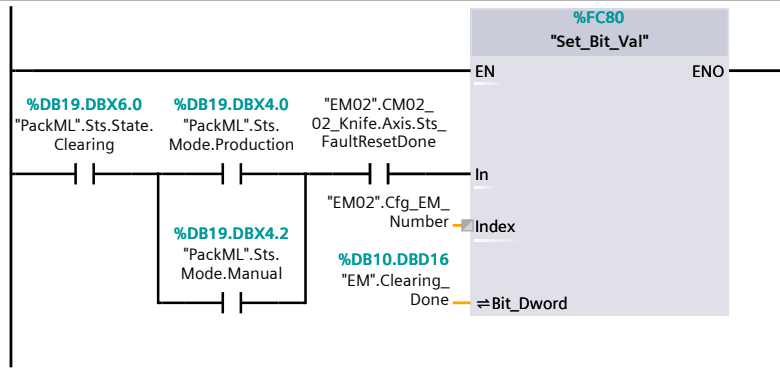 %FC80
"Set_Bit_Val"
EN
ENO
%DB19.DBX6.0
"PackML".Sts.State.
Clearing
%DB19.DBX4.0
"PackML".Sts.
Mode.Production
"EM02".CM02_
02_Knife.Axis.Sts_
FaultResetDone
In
"EM02".Cfg_EM_
Number
Index
%DB19.DBX4.2
"PackML".Sts.
Mode.Manual
%DB10.DBD16
"EM".Clearing_
Done
⇌Bit_Dword